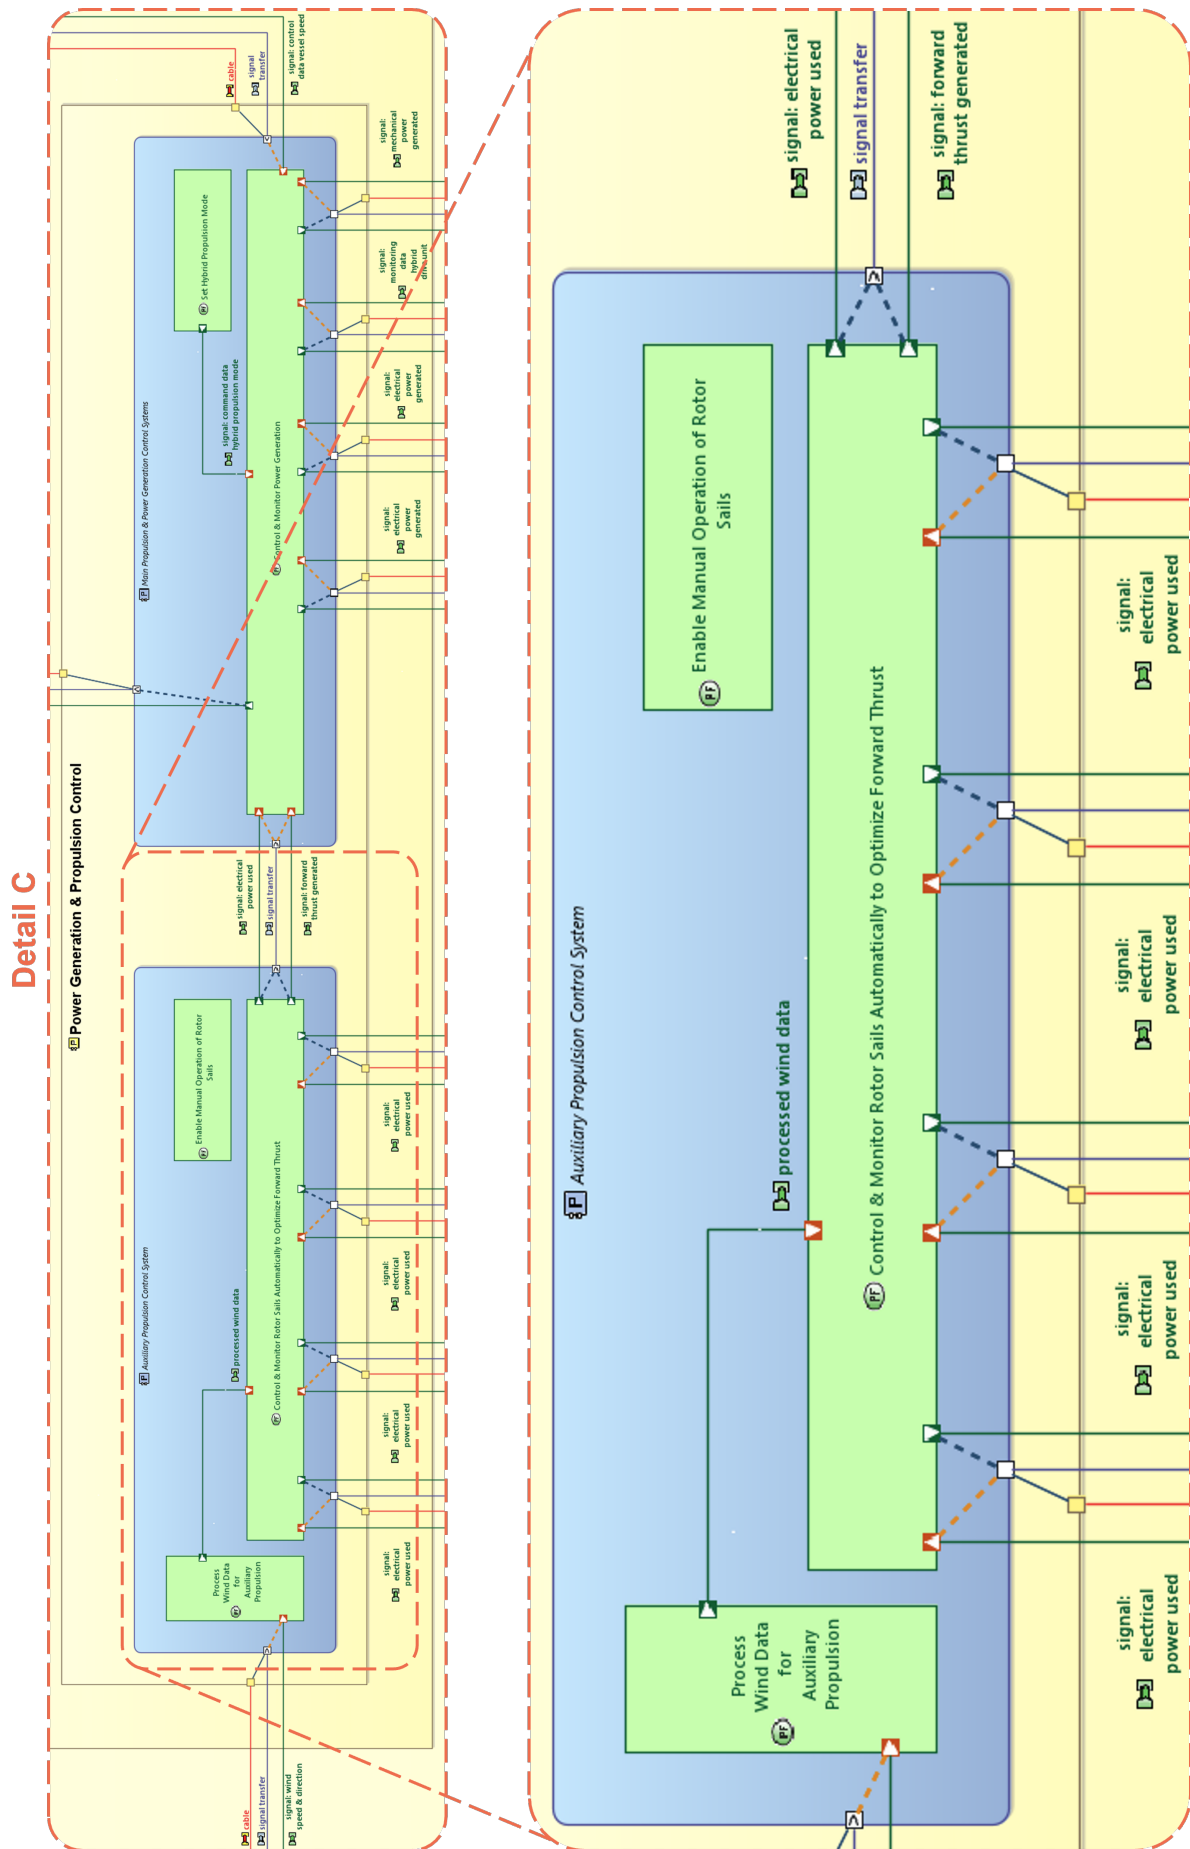 Detail C
Power Generation & Propulsion Control
cable
signal
transfer
signal: control
data vessel speed
Main Propulsion & Power Generation Control Systems
PF
Set Hybrid Propulsion Mode
signal: command data
hybrid propulsion mode
PF
Control & Monitor Power Generation
signal:
mechanical
power
generated
signal:
monitoring
data
hybrid
drive unit
signal:
electrical
power
generated
signal:
electrical
power
generated
signal: electrical
power used
signal transfer
signal: forward
thrust generated
Auxiliary Propulsion Control System
PF
Enable Manual Operation of Rotor
Sails
processed wind data
PF
Control & Monitor Rotor Sails Automatically to Optimize Forward Thrust
signal:
electrical
power used
signal:
electrical
power used
signal:
electrical
power used
signal:
electrical
power used
Process
Wind Data
for
Auxiliary
Propulsion
PF
cable
signal transfer
signal: wind
speed & direction
signal: electrical
power used
signal transfer
signal: forward
thrust generated
P
Auxiliary Propulsion Control System
PF
Enable Manual Operation of Rotor
Sails
processed wind data
PF
Control & Monitor Rotor Sails Automatically to Optimize Forward Thrust
signal:
electrical
power used
signal:
electrical
power used
signal:
electrical
power used
signal:
electrical
power used
Process
Wind Data
for
Auxiliary
Propulsion
PF